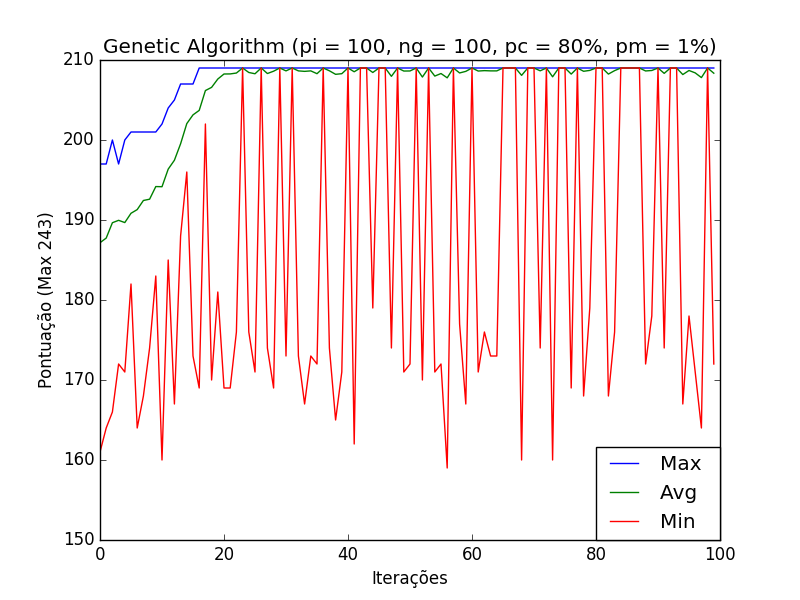 Genetic Algorithm (pi = 100, ng = 100, pc = 80%, pm = 1%)
210
200
190
180
170
160
150
Pontuação (Max 243)
Max
Avg
Min
0 20 40 60 80 100
Iterações